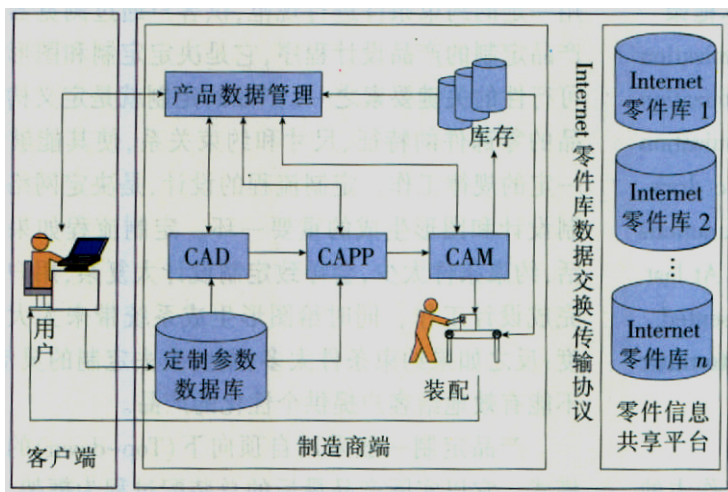 产品数据管理
库存
CAD
CAPP
CAM
用户
定制参数
数据库
装配
客户端
制造商端
Internet零件库数据交换/传输协议
Internet
零件库 1
Internet
零件库 2
…
Internet
零件库 n
零件信息
共享平台